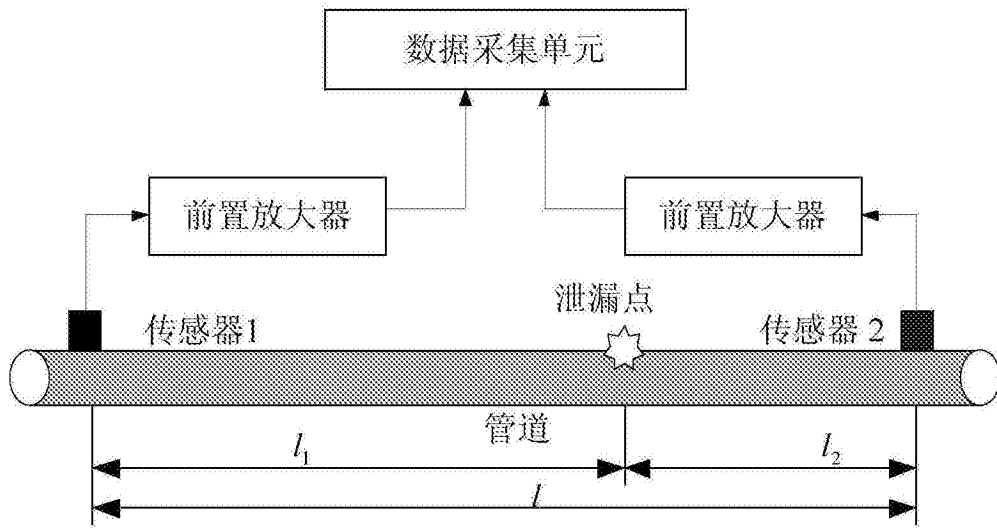 数据采集单元
前置放大器
前置放大器
泄漏点
传感器1
传感器 2
管道
l₁
l₂
l